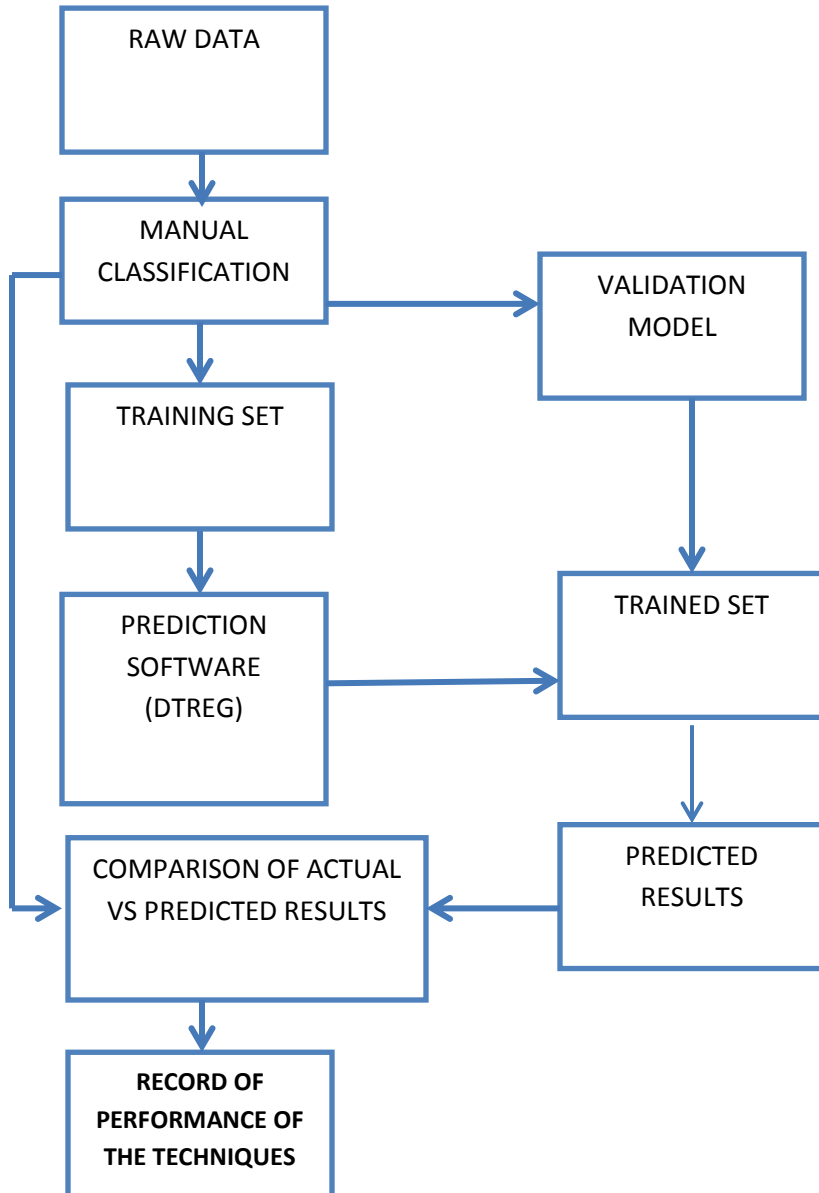 RAW DATA
MANUAL
CLASSIFICATION
VALIDATION
MODEL
TRAINING SET
PREDICTION
SOFTWARE
(DTREG)
TRAINED SET
COMPARISON OF ACTUAL
VS PREDICTED RESULTS
PREDICTED
RESULTS
RECORD OF
PERFORMANCE OF
THE TECHNIQUES